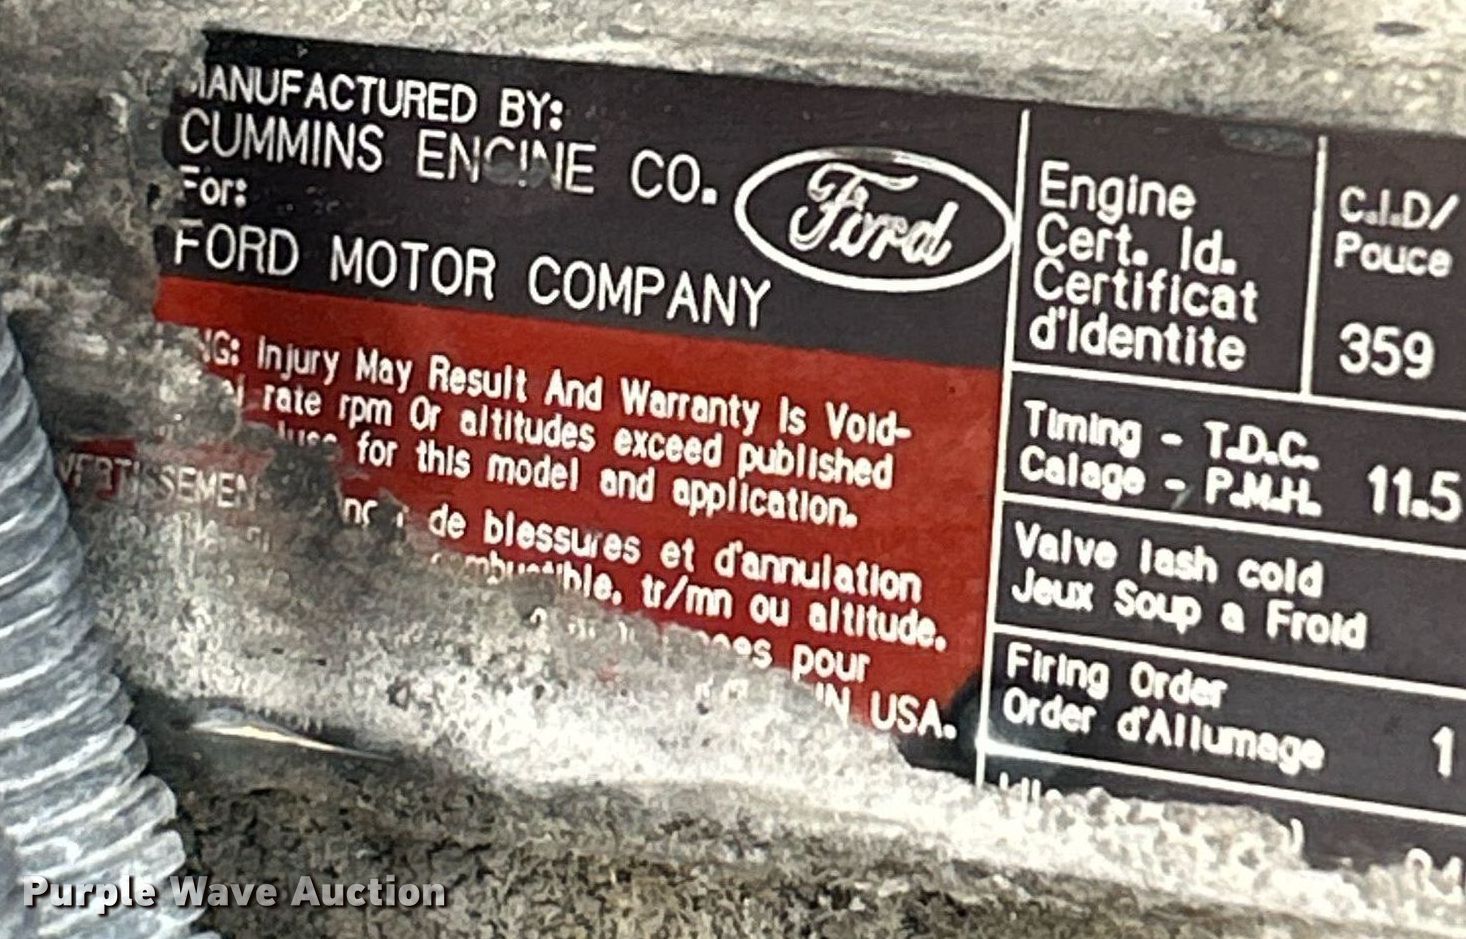 MANUFACTURED BY:
CUMMINS ENGINE CO.
For:
FORD MOTOR COMPANY
Ford
Injury May Result And Warranty Is Void-
rate rpm Or altitudes exceed published
for this model and application.
de blessures et d'annulation
tr/mn ou altitude.
pour
IN USA.
Engine
Cert. Id.
Certificat
d'Identite
C.I.D/
Pouce
359
Timing - T.D.C.
Calage - P.M.H.
11.5
Valve lash cold
Jeux Soup a Froid
Firing Order
Order d'Allumage
1
Purple Wave Auction